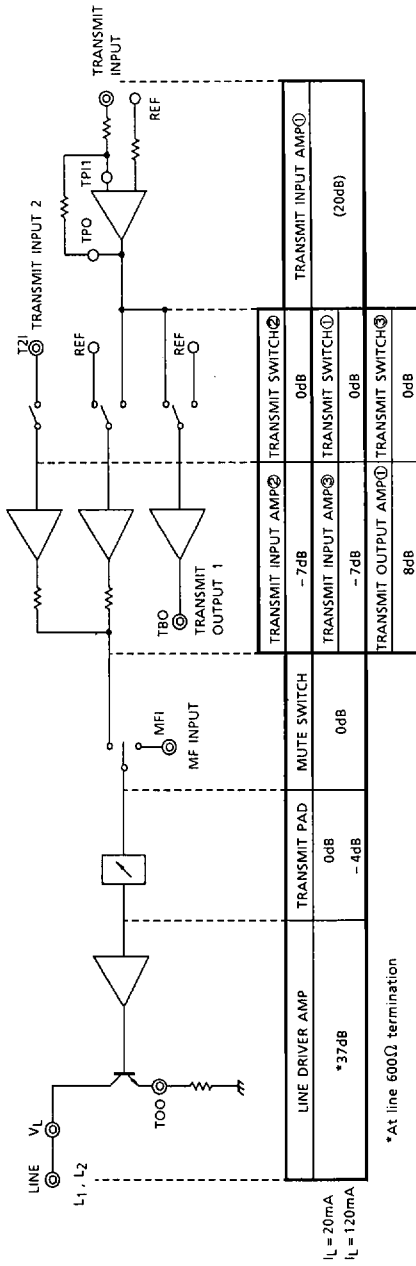 LINE
L1, L2
VL
TOO
MFI
MF INPUT
T2I
TRANSMIT INPUT 2
REF
REF
TBO
TRANSMIT
OUTPUT 1
TPO
TPI1
TRANSMIT
INPUT
REF
LINE DRIVER AMP
TRANSMIT PAD
MUTE SWITCH
TRANSMIT INPUT AMP②
TRANSMIT SWITCH②
TRANSMIT INPUT AMP①
IL = 20mA
IL = 120mA
*37dB
0dB
-4dB
0dB
-7dB
0dB
TRANSMIT INPUT AMP③
TRANSMIT SWITCH①
-7dB
0dB
TRANSMIT OUTPUT AMP①
TRANSMIT SWITCH③
8dB
0dB
(20dB)
*At line 600Ω termination